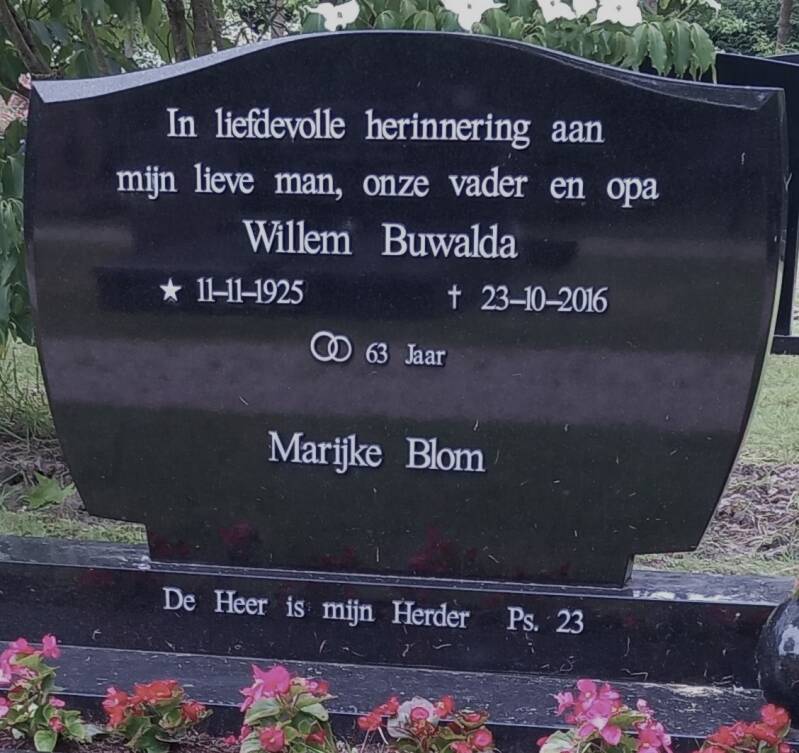 In liefdevolle herinnering aan
mijn lieve man, onze vader en opa
Willem Buwalda
★ 11-11-1925 † 23-10-2016
63 Jaar
Marijke Blom
De Heer is mijn Herder Ps. 23